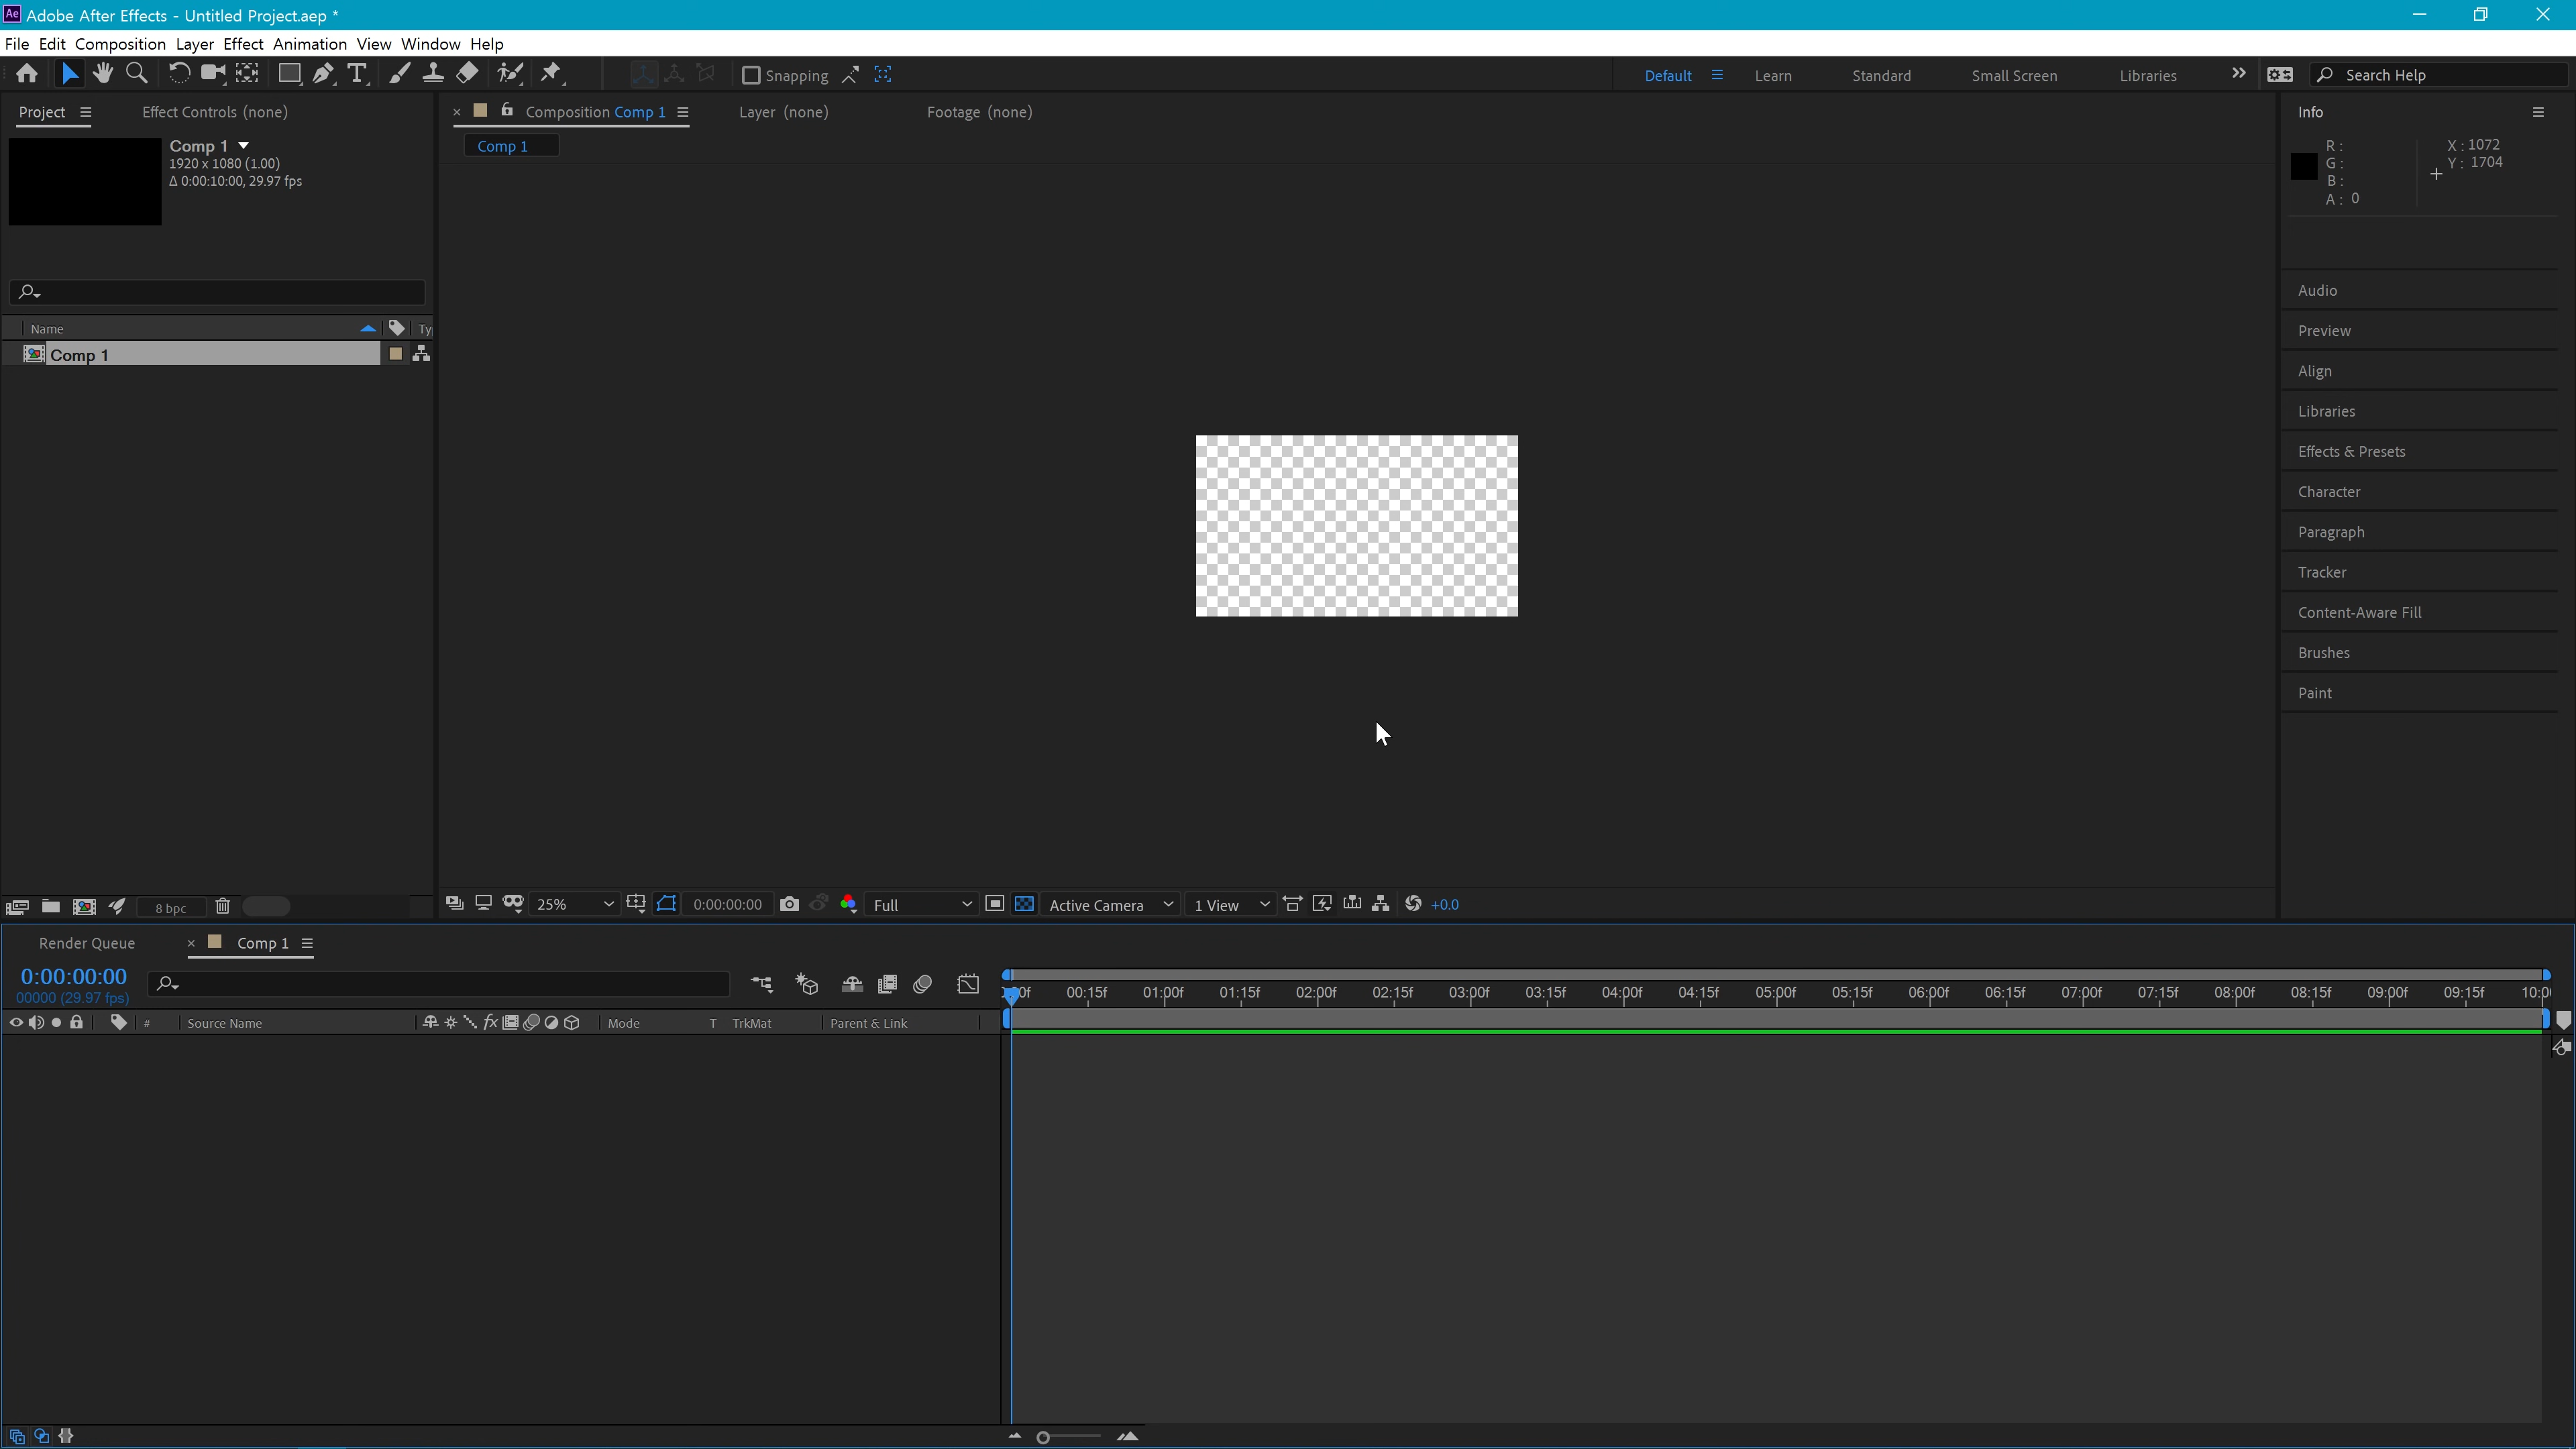 Ae Adobe After Effects - Untitled Project.aep *
File Edit Composition Layer Effect Animation View Window Help
Snapping
Default Learn Standard Small Screen Libraries
Search Help
Project
Effect Controls (none)
Composition Comp 1
Layer (none)
Footage (none)
Info
Comp 1
1920 x 1080 (1.00)
Δ 0:00:10:00, 29.97 fps
Comp 1
R :
G :
B :
A : 0
X : 1072
Y : 1704
Audio
Preview
Align
Libraries
Effects & Presets
Character
Paragraph
Tracker
Content-Aware Fill
Brushes
Paint
Name Ty
Comp 1
8 bpc
25% 0:00:00:00 Full Active Camera 1 View +0.0
Render Queue
Comp 1
0:00:00:00
00000 (29.97 fps)
00:15f 01:00f 01:15f 02:00f 02:15f 03:00f 03:15f 04:00f 04:15f 05:00f 05:15f 06:00f 06:15f 07:00f 07:15f 08:00f 08:15f 09:00f 09:15f 10:0
# Source Name fx Mode T TrkMat Parent & Link